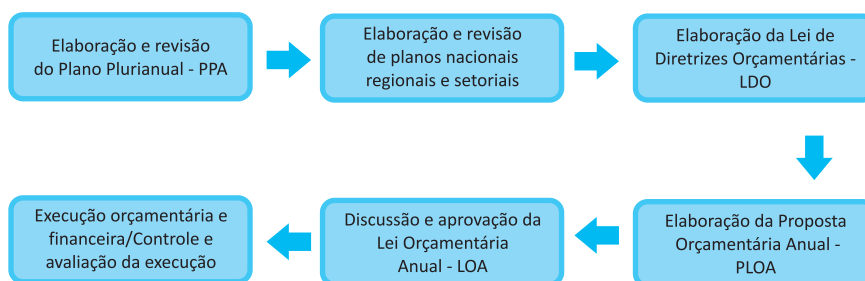 Elaboração e revisão
do Plano Plurianual - PPA
Elaboração e revisão
de planos nacionais
regionais e setoriais
Elaboração da Lei de
Diretrizes Orçamentárias -
LDO
Elaboração da Proposta
Orçamentária Anual -
PLOA
Discussão e aprovação da
Lei Orçamentária
Anual - LOA
Execução orçamentária e
financeira/Controle e
avaliação da execução